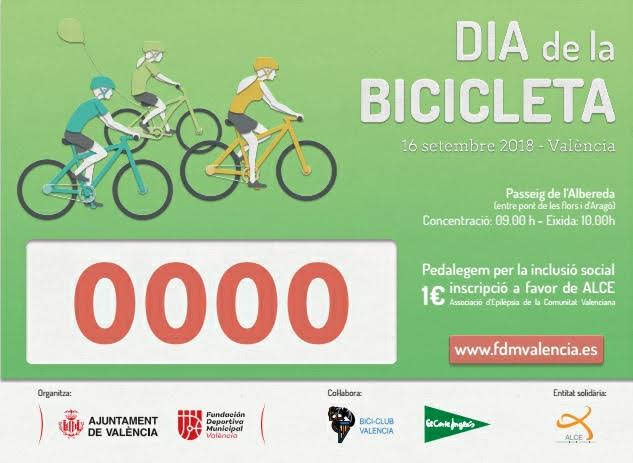 DIA de la
BICICLETA
16 setembre 2018 - València
Passeig de l'Albereda
(entre pont de les flors i d'Aragó)
Concentració: 09.00 h - Eixida: 10.00h
0000
Pedalegem per la inclusió social
1€ inscripció a favor de ALCE
Associació d'Epilèpsia de la Comunitat Valenciana
www.fdmvalencia.es
Organitza:
AJUNTAMENT
DE VALÈNCIA
Fundación
Deportiva
Municipal
València
Col·labora:
BICI-CLUB
VALENCIA
El Corte Inglés
Entitat solidària:
ALCE